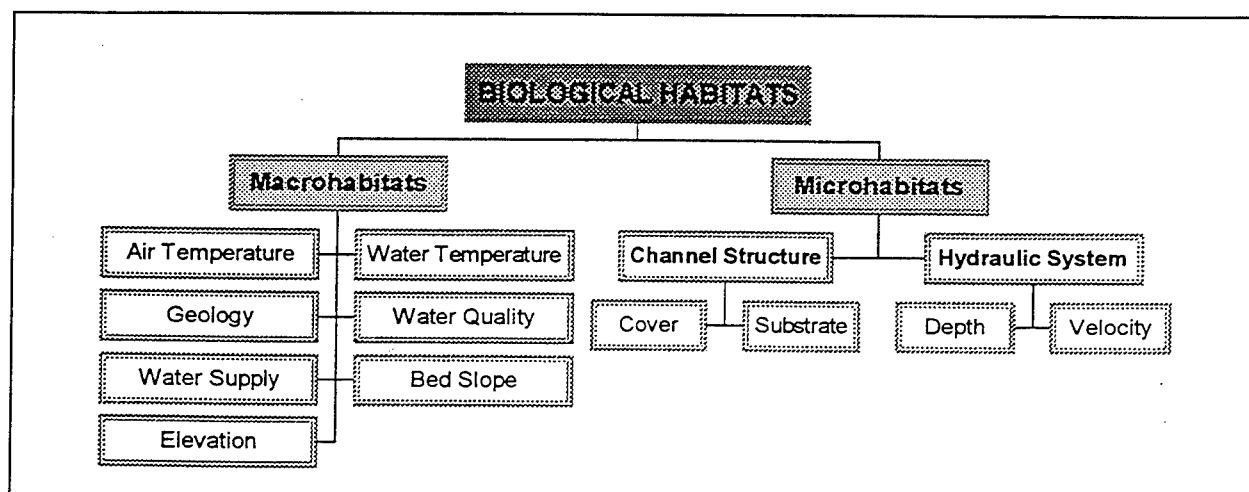 BIOLOGICAL HABITATS
Macrohabitats
Microhabitats
Air Temperature
Water Temperature
Channel Structure
Hydraulic System
Geology
Water Quality
Cover
Substrate
Depth
Velocity
Water Supply
Bed Slope
Elevation